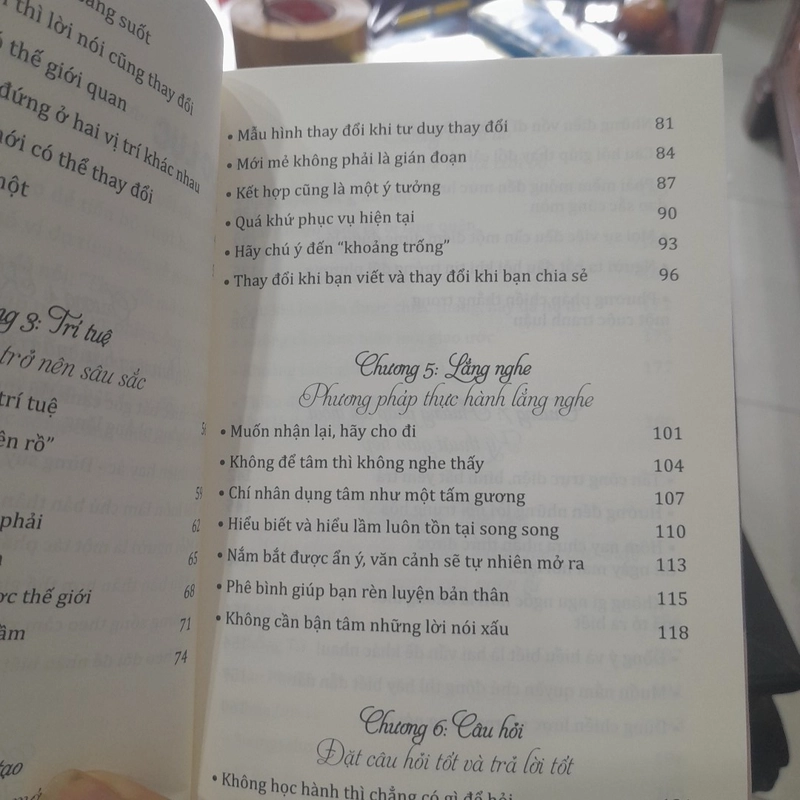 suốt
thì lời nói cũng thay đổi
thế giới quan
đứng ở hai vị trí khác nhau
mới có thể thay đổi
một
3: Trí tuệ
trở nên sâu sắc
trí tuệ
rồ”
59
phải
62
65
thế giới
68
71
74
• Mẫu hình thay đổi khi tư duy thay đổi 81
• Mới mẻ không phải là gián đoạn 84
• Kết hợp cũng là một ý tưởng 87
• Quá khứ phục vụ hiện tại 90
• Hãy chú ý đến “khoảng trống” 93
• Thay đổi khi bạn viết và thay đổi khi bạn chia sẻ 96
Chương 5: Lắng nghe
Phương pháp thực hành lắng nghe
• Muốn nhận lại, hãy cho đi 101
• Không để tâm thì không nghe thấy 104
• Chí nhân dụng tâm như một tấm gương 107
• Hiểu biết và hiểu lầm luôn tồn tại song song 110
• Nắm bắt được ẩn ý, văn cảnh sẽ tự nhiên mở ra 113
• Phê bình giúp bạn rèn luyện bản thân 115
• Không cần bận tâm những lời nói xấu 118
Chương 6: Câu hỏi
Đặt câu hỏi tốt và trả lời tốt
• Không học hành thì chẳng có gì để hỏi